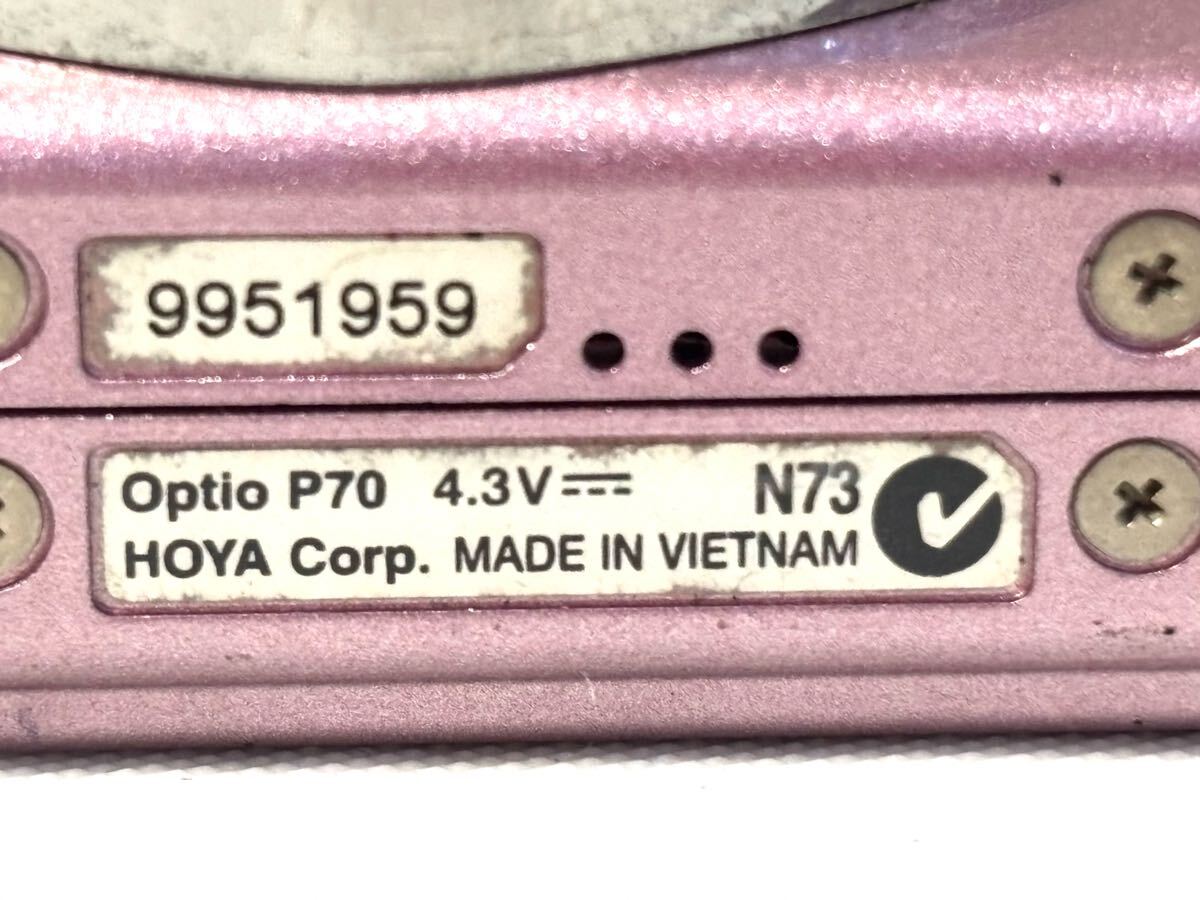 9951959
Optio P70 4.3V N73
HOYA Corp. MADE IN VIETNAM